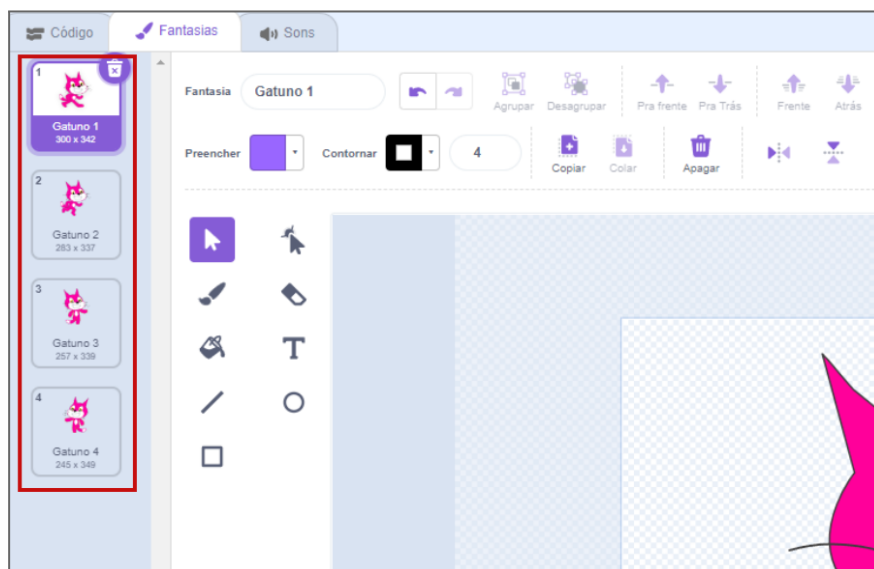 Código
Fantasias
Sons
1
Gatuno 1
300 x 342
2
Gatuno 2
283 x 337
3
Gatuno 3
257 x 339
4
Gatuno 4
245 x 349
Fantasia Gatuno 1
Agrupar Desagrupar Pra frente Pra Trás Frente Atrás
Preencher Contornar 4
Copiar Colar Apagar
T